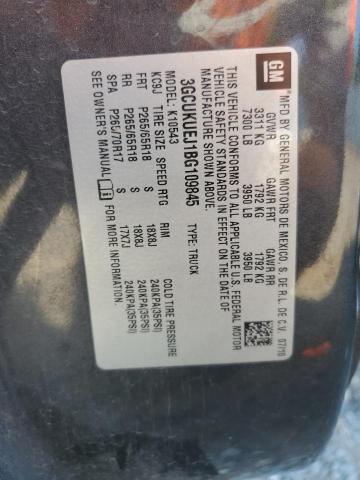 GM
MFD BY GENERAL MOTORS DE MEXICO S. DE R.L. DE C.V. 07/10
GVWR GAWR FRT GAWR RR
3311 KG 1792 KG 1792 KG
7300 LB 3950 LB 3950 LB
THIS VEHICLE CONFORMS TO ALL APPLICABLE U.S. FEDERAL MOTOR
VEHICLE SAFETY STANDARDS IN EFFECT ON THE DATE OF
MANUFACTURE SHOWN ABOVE.
3GCUKUEJ1BG109845 TYPE: TRUCK
MODEL: K10543
KC9J TIRE SIZE SPEED RTG RIM COLD TIRE PRESSURE
FRT P265/65R18 S 18X8J 240KPA(35PSI)
RR P265/65R18 S 18X8J 240KPA(35PSI)
SPA P265/70R17 S 17X7J 240KPA(35PSI)
SEE OWNER'S MANUAL FOR MORE INFORMATION.